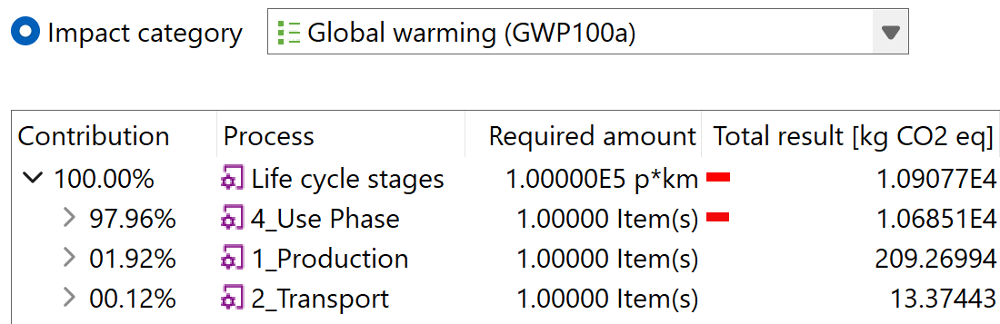 Impact category Global warming (GWP100a)
Contribution Process Required amount Total result [kg CO2 eq]
100.00% Life cycle stages 1.00000E5 p*km 1.09077E4
97.96% 4_Use Phase 1.00000 Item(s) 1.06851E4
01.92% 1_Production 1.00000 Item(s) 209.26994
00.12% 2_Transport 1.00000 Item(s) 13.37443